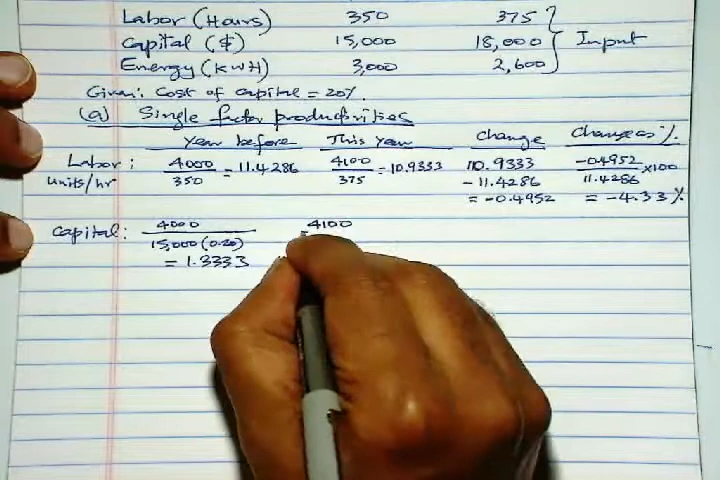 Labor (Hours) 350 375
Capital ($) 15,000 18,000 Input
Energy (KWH) 3,000 2,600
Given: Cost of capital = 20%.
(a) Single factor productivities
Year before This year Change Change as %
Labor: 4000/350 = 11.4286 4100/375 = 10.9333 10.9333 -0.4952/11.4286 ×100
Units/hr - 11.4286
= -0.4952 = -4.33%
Capital: 4000/15,000(0.20) 4100
= 1.3333